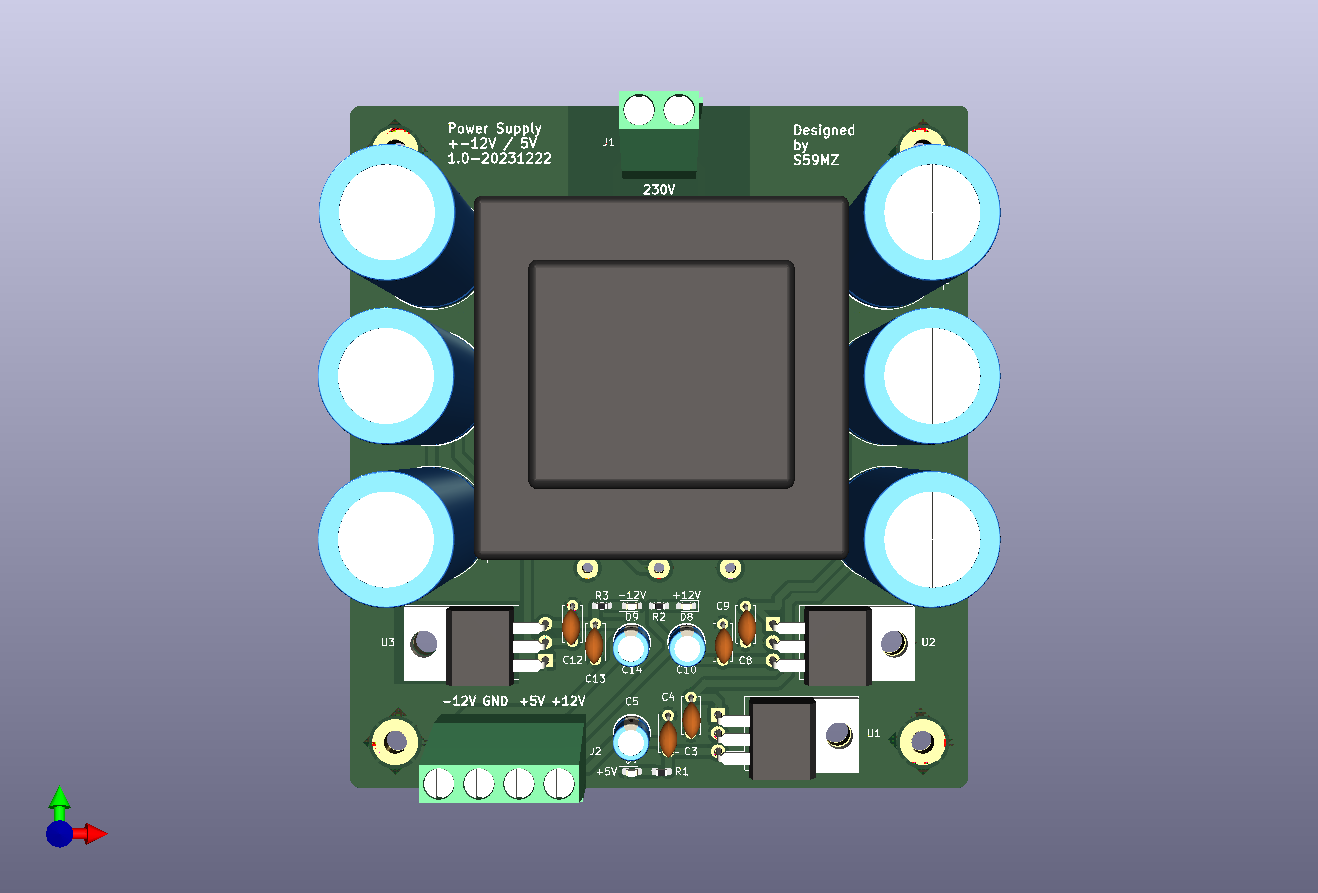 Power Supply
+-12V / 5V
1.0-20231222
J1
230V
Designed
by
S59MZ
R3
-12V
+12V
C9
D9
R2
D8
U3
U2
C12
C14
C10
C8
C13
-12V GND +5V +12V
C5
C4
U1
J2
C3
+5V
R1